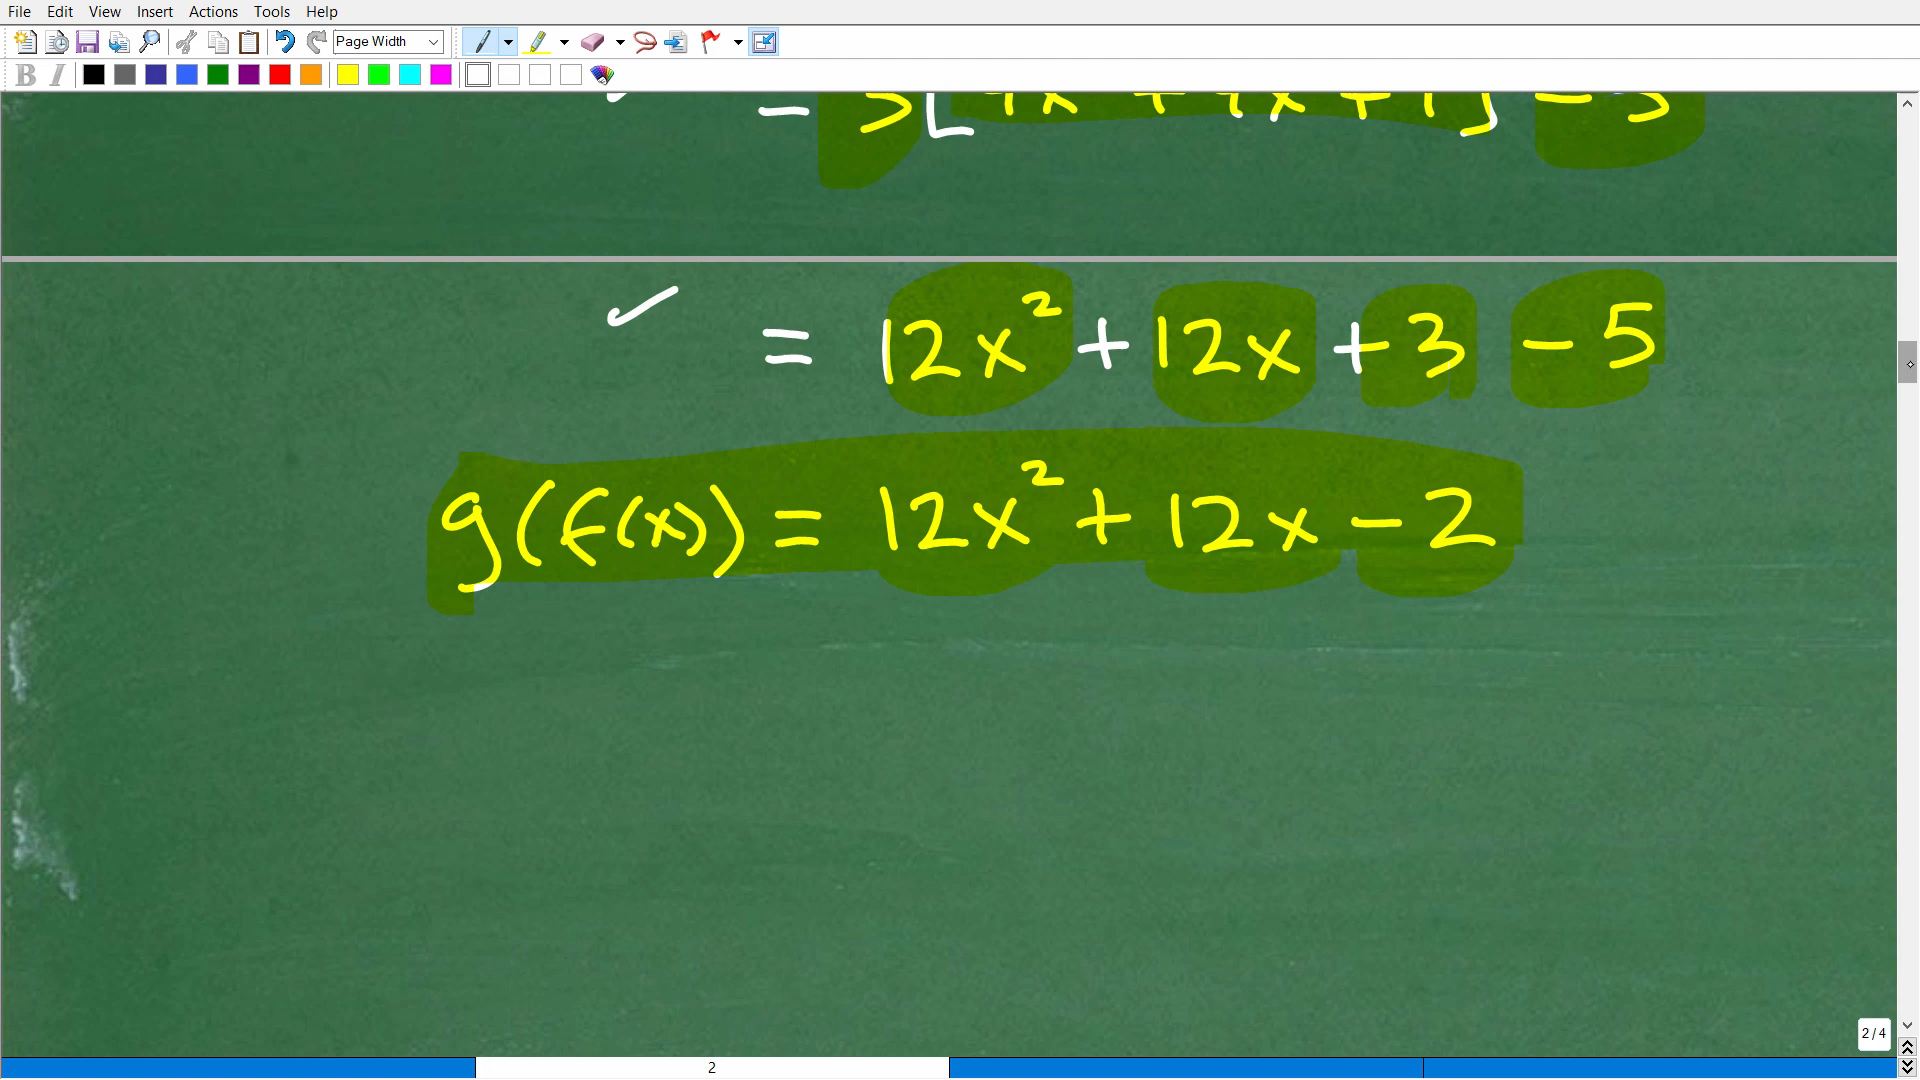 File Edit View Insert Actions Tools Help
Page Width
B I
= 12x² + 12x + 3 - 5
g(f(x)) = 12x² + 12x - 2
2 / 4
2